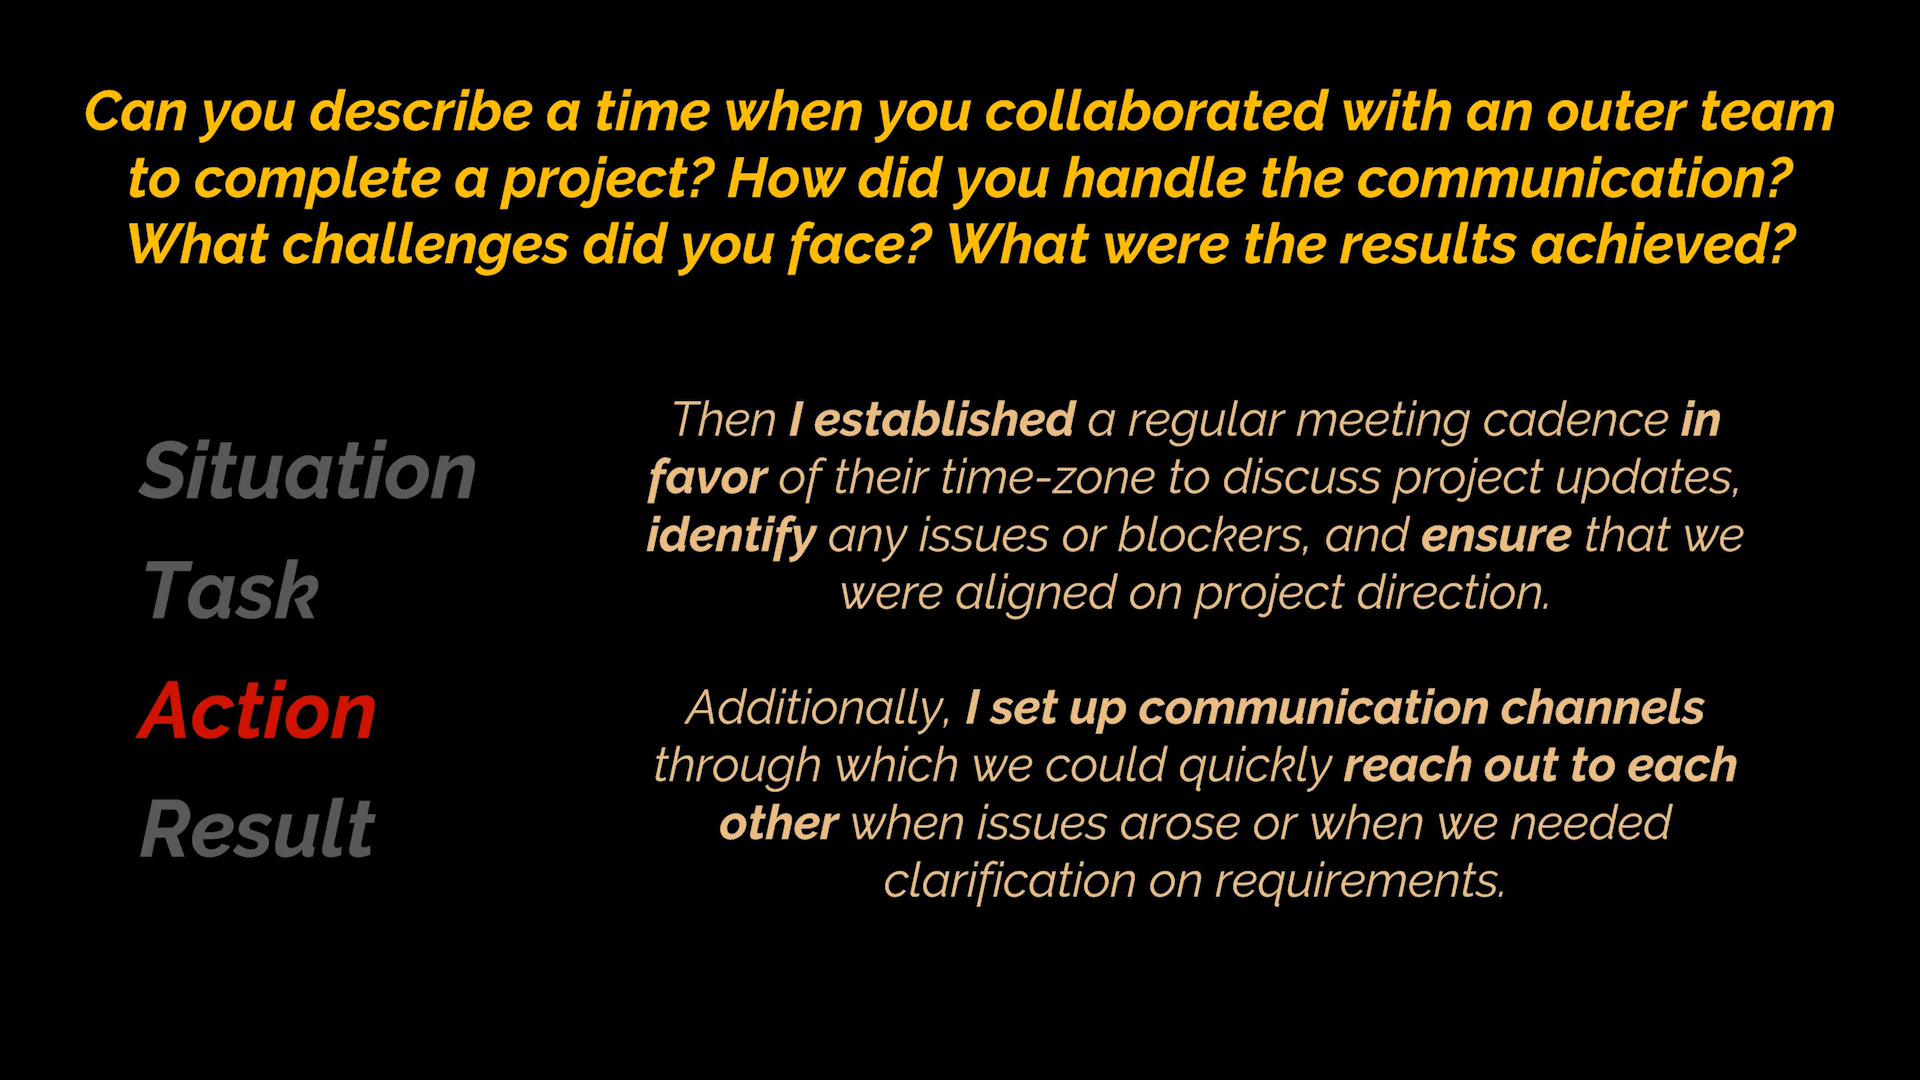 Can you describe a time when you collaborated with an outer team
to complete a project? How did you handle the communication?
What challenges did you face? What were the results achieved?
Situation
Task
Action
Result
Then I established a regular meeting cadence in
favor of their time-zone to discuss project updates,
identify any issues or blockers, and ensure that we
were aligned on project direction.
Additionally, I set up communication channels
through which we could quickly reach out to each
other when issues arose or when we needed
clarification on requirements.